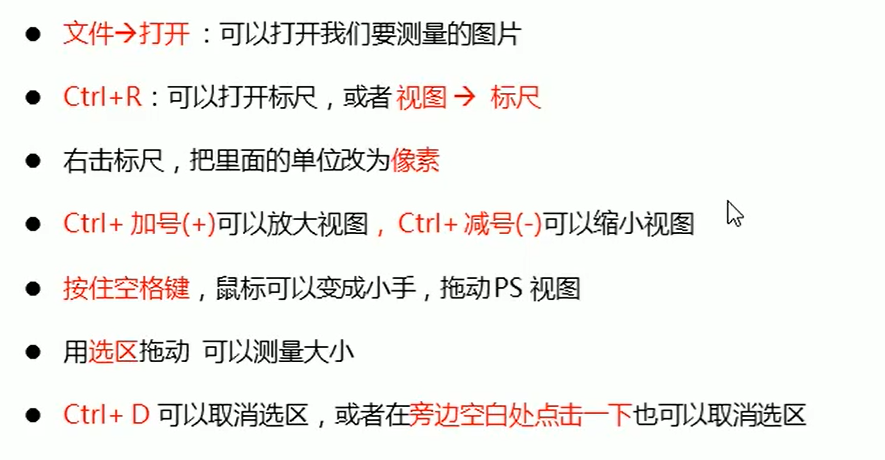 ● 文件→打开 ：可以打开我们要测量的图片
● Ctrl+R：可以打开标尺，或者 视图 → 标尺
● 右击标尺，把里面的单位改为像素
● Ctrl+ 加号(+)可以放大视图，Ctrl+ 减号(-)可以缩小视图
● 按住空格键，鼠标可以变成小手，拖动PS 视图
● 用选区拖动 可以测量大小
● Ctrl+ D 可以取消选区，或者在旁边空白处点击一下也可以取消选区